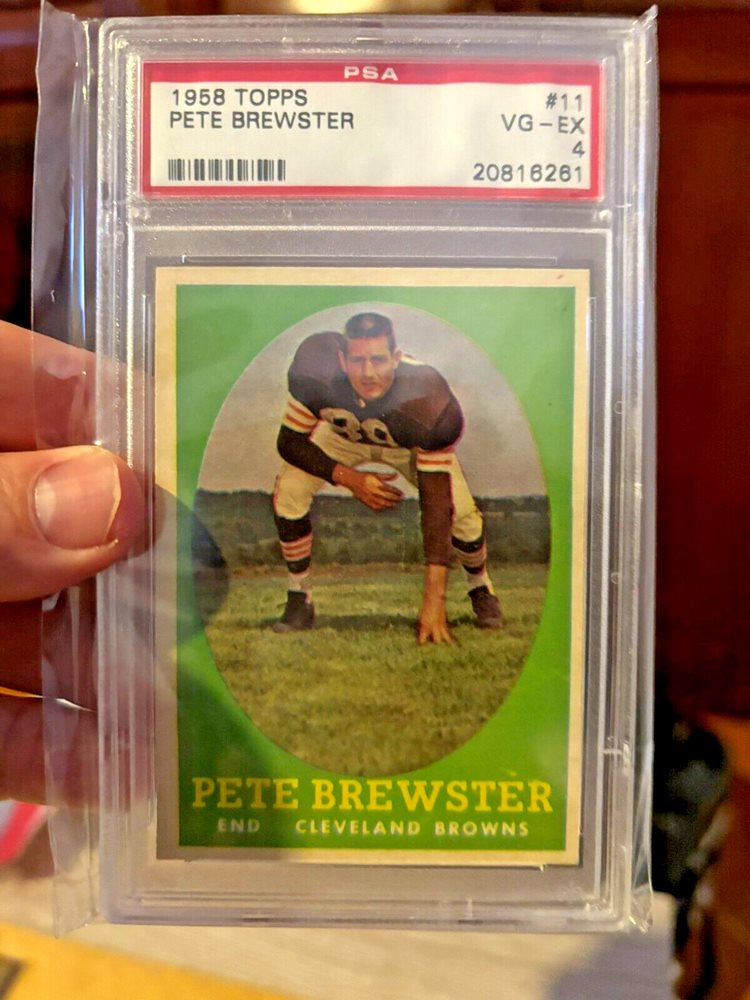 PSA
1958 TOPPS #11
PETE BREWSTER VG-EX
4
20816261
PETE BREWSTER
END CLEVELAND BROWNS